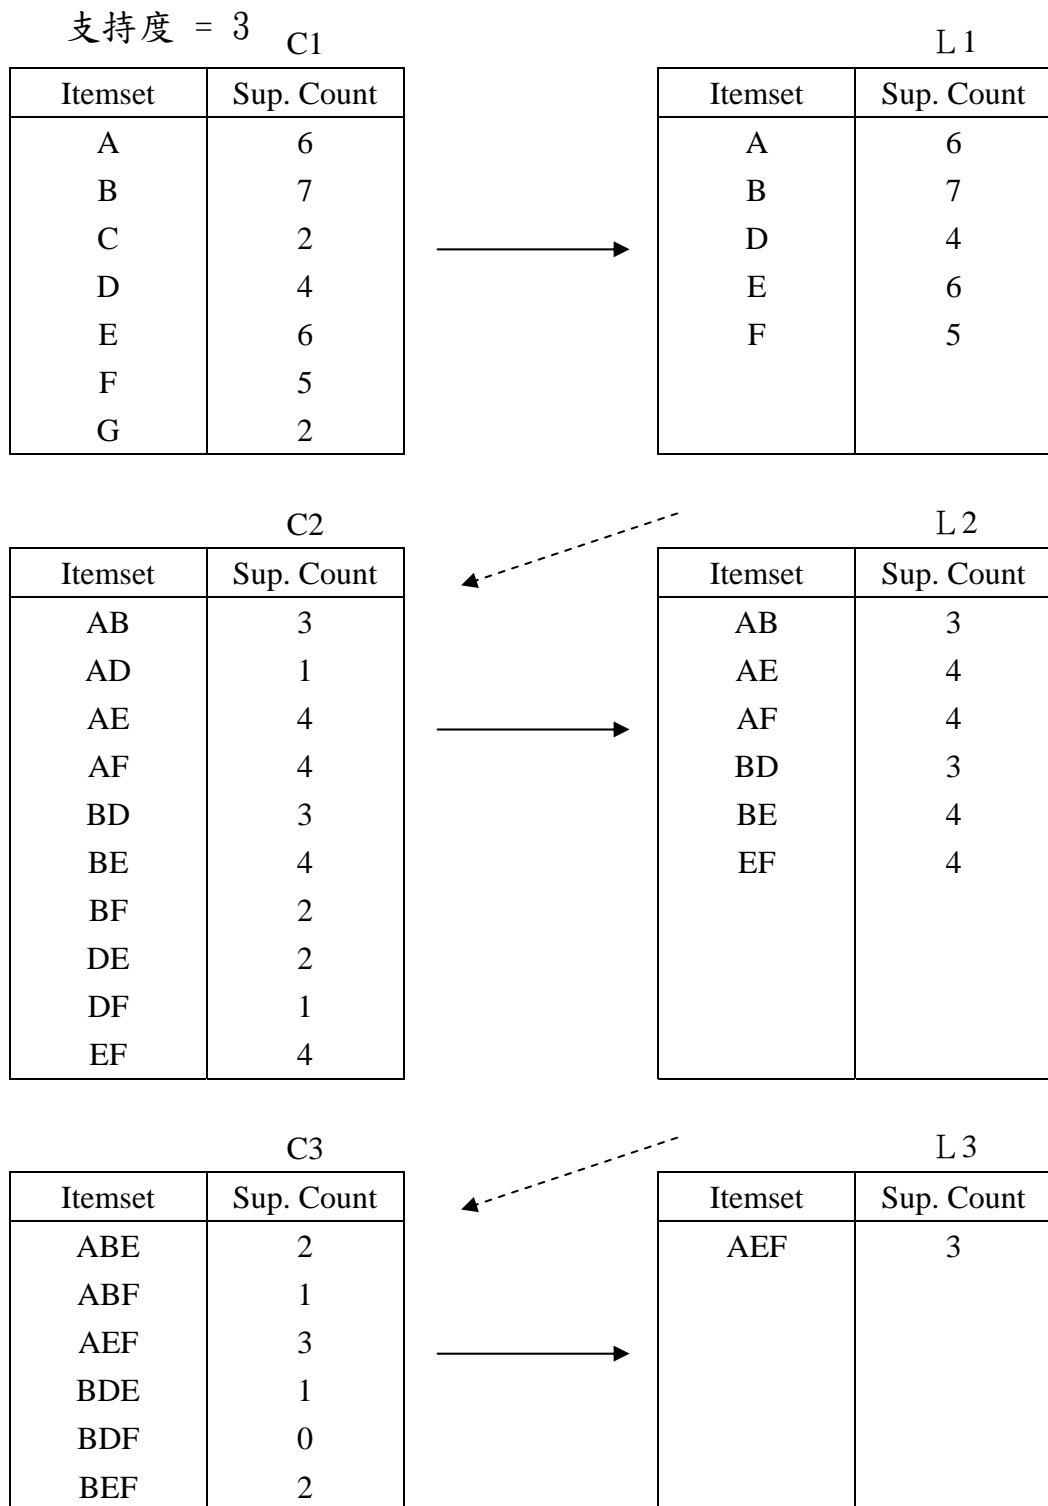 支持度 = 3
C1 L1
Itemset Sup. Count Itemset Sup. Count
A 6 A 6
B 7 B 7
C 2 D 4
D 4 E 6
E 6 F 5
F 5
G 2
C2 L2
Itemset Sup. Count Itemset Sup. Count
AB 3 AB 3
AD 1 AE 4
AE 4 AF 4
AF 4 BD 3
BD 3 BE 4
BE 4 EF 4
BF 2
DE 2
DF 1
EF 4
C3 L3
Itemset Sup. Count Itemset Sup. Count
ABE 2 AEF 3
ABF 1
AEF 3
BDE 1
BDF 0
BEF 2